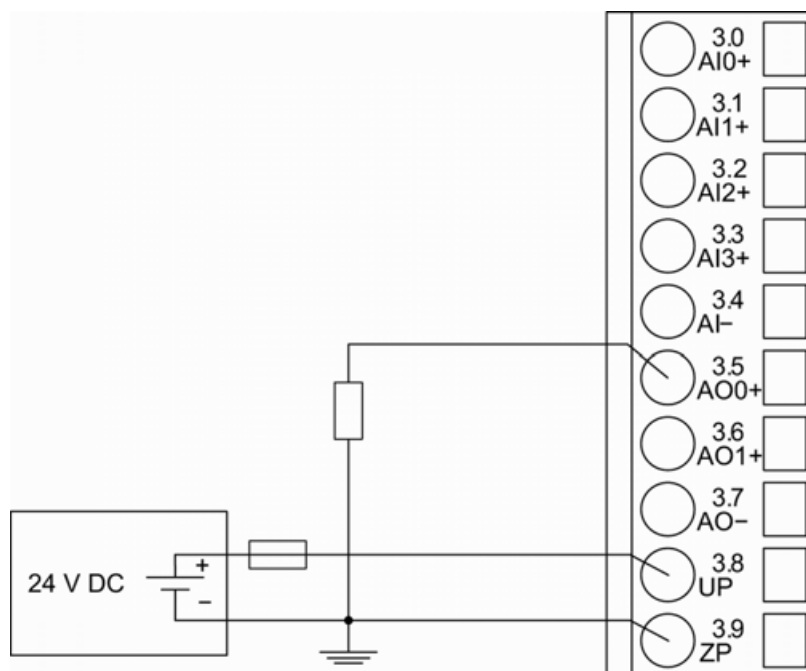 3.0
AI0+
3.1
AI1+
3.2
AI2+
3.3
AI3+
3.4
AI–
3.5
AO0+
3.6
AO1+
3.7
AO–
3.8
UP
3.9
ZP
24 V DC
+
–